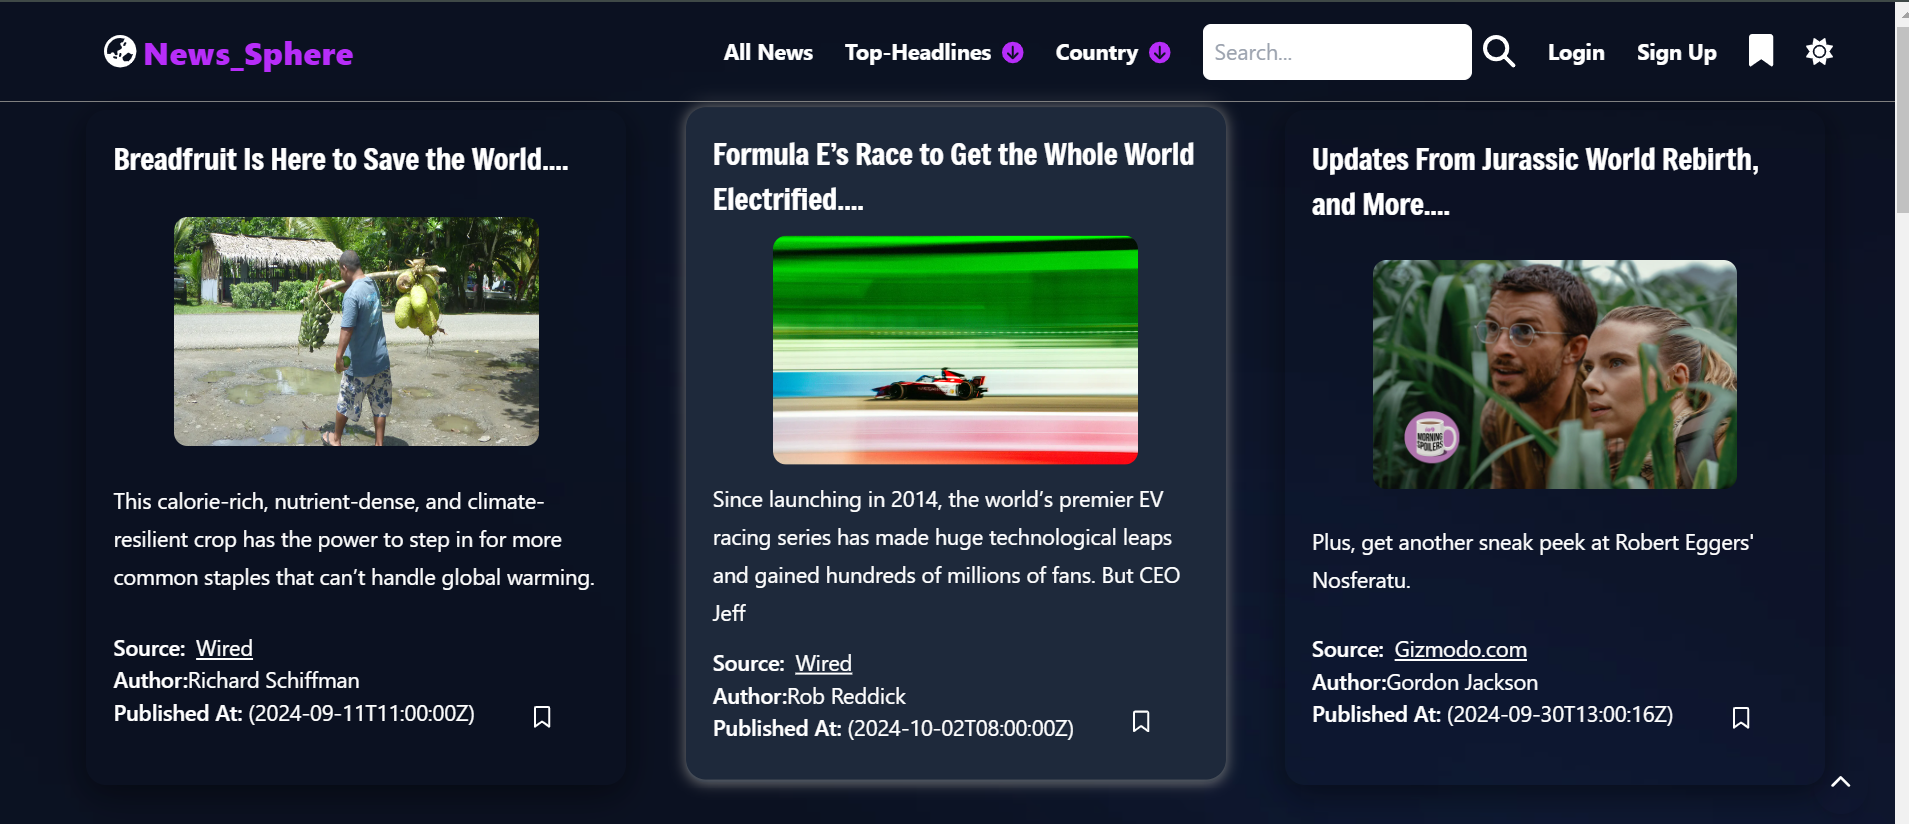 News_Sphere
All News
Top-Headlines
Country
Search...
Login
Sign Up
Breadfruit Is Here to Save the World....
This calorie-rich, nutrient-dense, and climate-
resilient crop has the power to step in for more
common staples that can’t handle global warming.
Source: Wired
Author:Richard Schiffman
Published At: (2024-09-11T11:00:00Z)
Formula E’s Race to Get the Whole World
Electrified....
Since launching in 2014, the world’s premier EV
racing series has made huge technological leaps
and gained hundreds of millions of fans. But CEO
Jeff
Source: Wired
Author:Rob Reddick
Published At: (2024-10-02T08:00:00Z)
Updates From Jurassic World Rebirth,
and More....
MORNING
SPOILERS
Plus, get another sneak peek at Robert Eggers'
Nosferatu.
Source: Gizmodo.com
Author:Gordon Jackson
Published At: (2024-09-30T13:00:16Z)